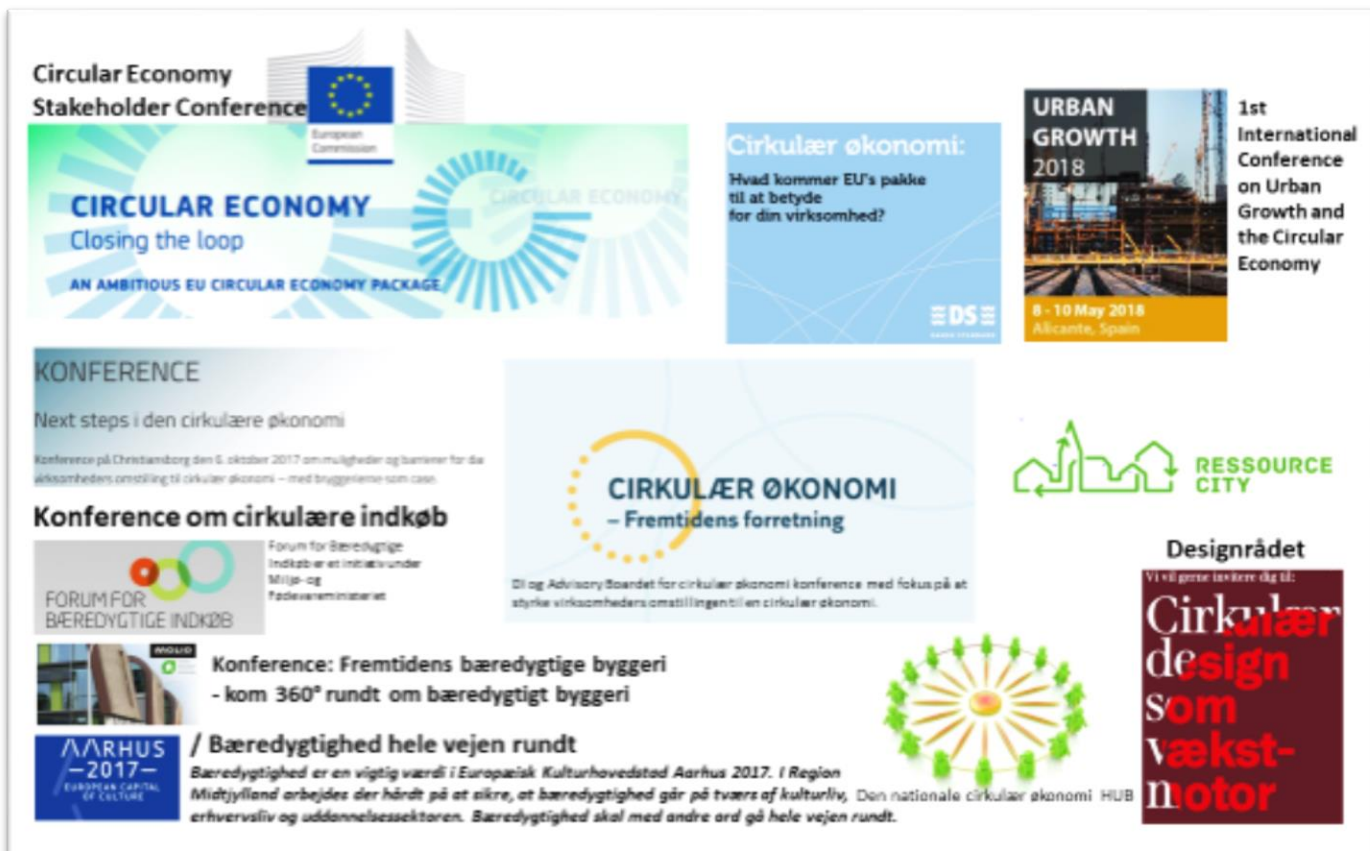 Circular Economy
Stakeholder Conference
European
Commission
CIRCULAR ECONOMY
CIRCULAR ECONOMY
Closing the loop
AN AMBITIOUS EU CIRCULAR ECONOMY PACKAGE
Cirkulær økonomi:
Hvad kommer EU's pakke
til at betyde
for din virksomhed?
DS
DANSK STANDARD
URBAN
GROWTH
2018
8 - 10 May 2018
Alicante, Spain
1st
International
Conference
on Urban
Growth and
the Circular
Economy
KONFERENCE
Next steps i den cirkulære økonomi
Konference på Christiansborg den 6. oktober 2017 om muligheder og barrierer for
virksomheders omstilling til cirkulær økonomi – med bryggerierne som case.
CIRKULÆR ØKONOMI
– Fremtidens forretning
DI og Advisory Boardet for cirkulær økonomi konference med fokus på at
styrke virksomheders omstillingen til en cirkulær økonomi.
RESSOURCE
CITY
Konference om cirkulære indkøb
FORUM FOR
BÆREDYGTIGE INDKØB
Forum for Bæredygtige
Indkøb er et initiativ under
Miljø- og
Fødevareministeriet
Designrådet
Vi vil gerne invitere dig til:
Cirkulær
design
som
vækst-
motor
MOLIO
Konference: Fremtidens bæredygtige byggeri
- kom 360° rundt om bæredygtigt byggeri
AARHUS
—2017—
EUROPEAN CAPITAL
OF CULTURE
/ Bæredygtighed hele vejen rundt
Bæredygtighed er en vigtig værdi i Europæisk Kulturhovedstad Aarhus 2017. I Region
Midtjylland arbejdes der hårdt på at sikre, at bæredygtighed går på tværs af kulturliv,
erhvervsliv og uddannelsessektoren. Bæredygtighed skal med andre ord gå hele vejen rundt.
Den nationale cirkulær økonomi HUB